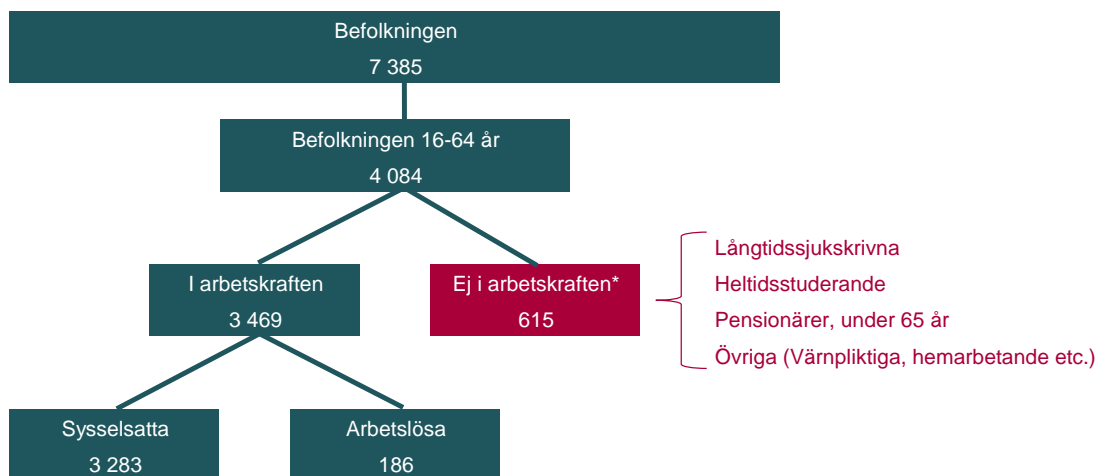 Befolkningen
7 385
Befolkningen 16-64 år
4 084
I arbetskraften
3 469
Ej i arbetskraften*
615
Långtidssjukskrivna
Heltidsstuderande
Pensionärer, under 65 år
Övriga (Värnpliktiga, hemarbetande etc.)
Sysselsatta
3 283
Arbetslösa
186